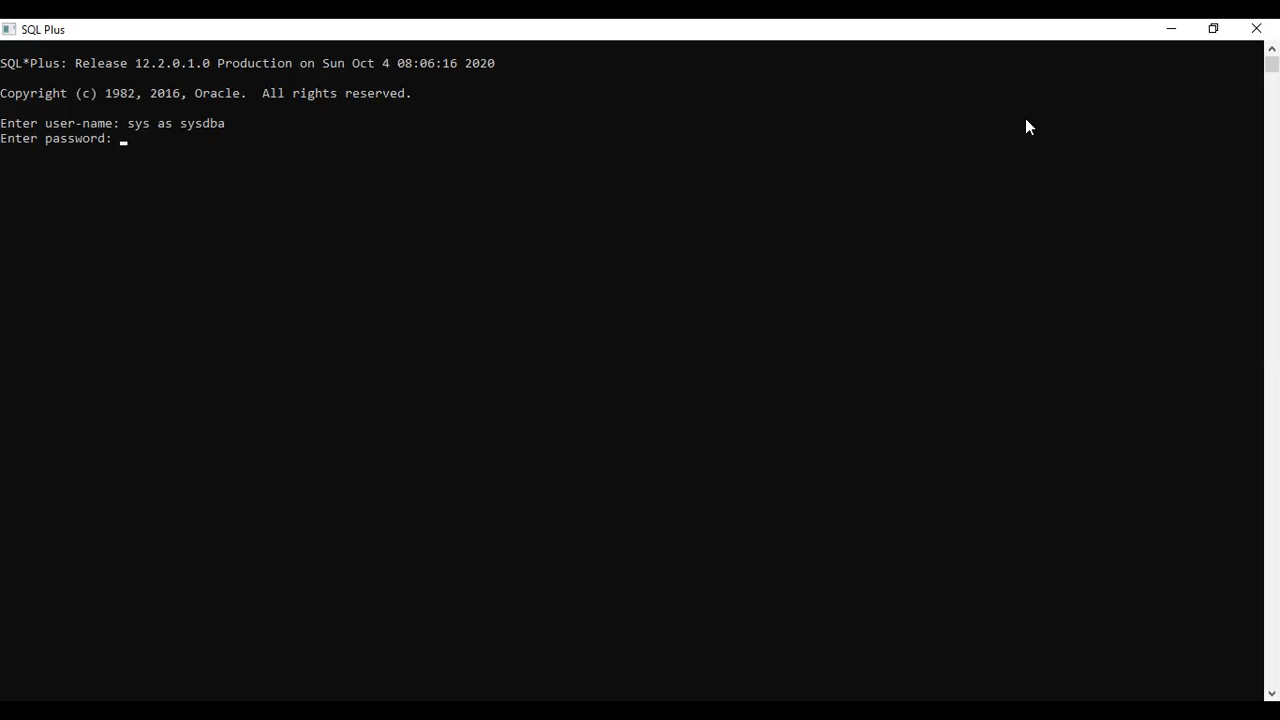 SQL Plus
SQL*Plus: Release 12.2.0.1.0 Production on Sun Oct 4 08:06:16 2020
Copyright (c) 1982, 2016, Oracle.  All rights reserved.
Enter user-name: sys as sysdba
Enter password: